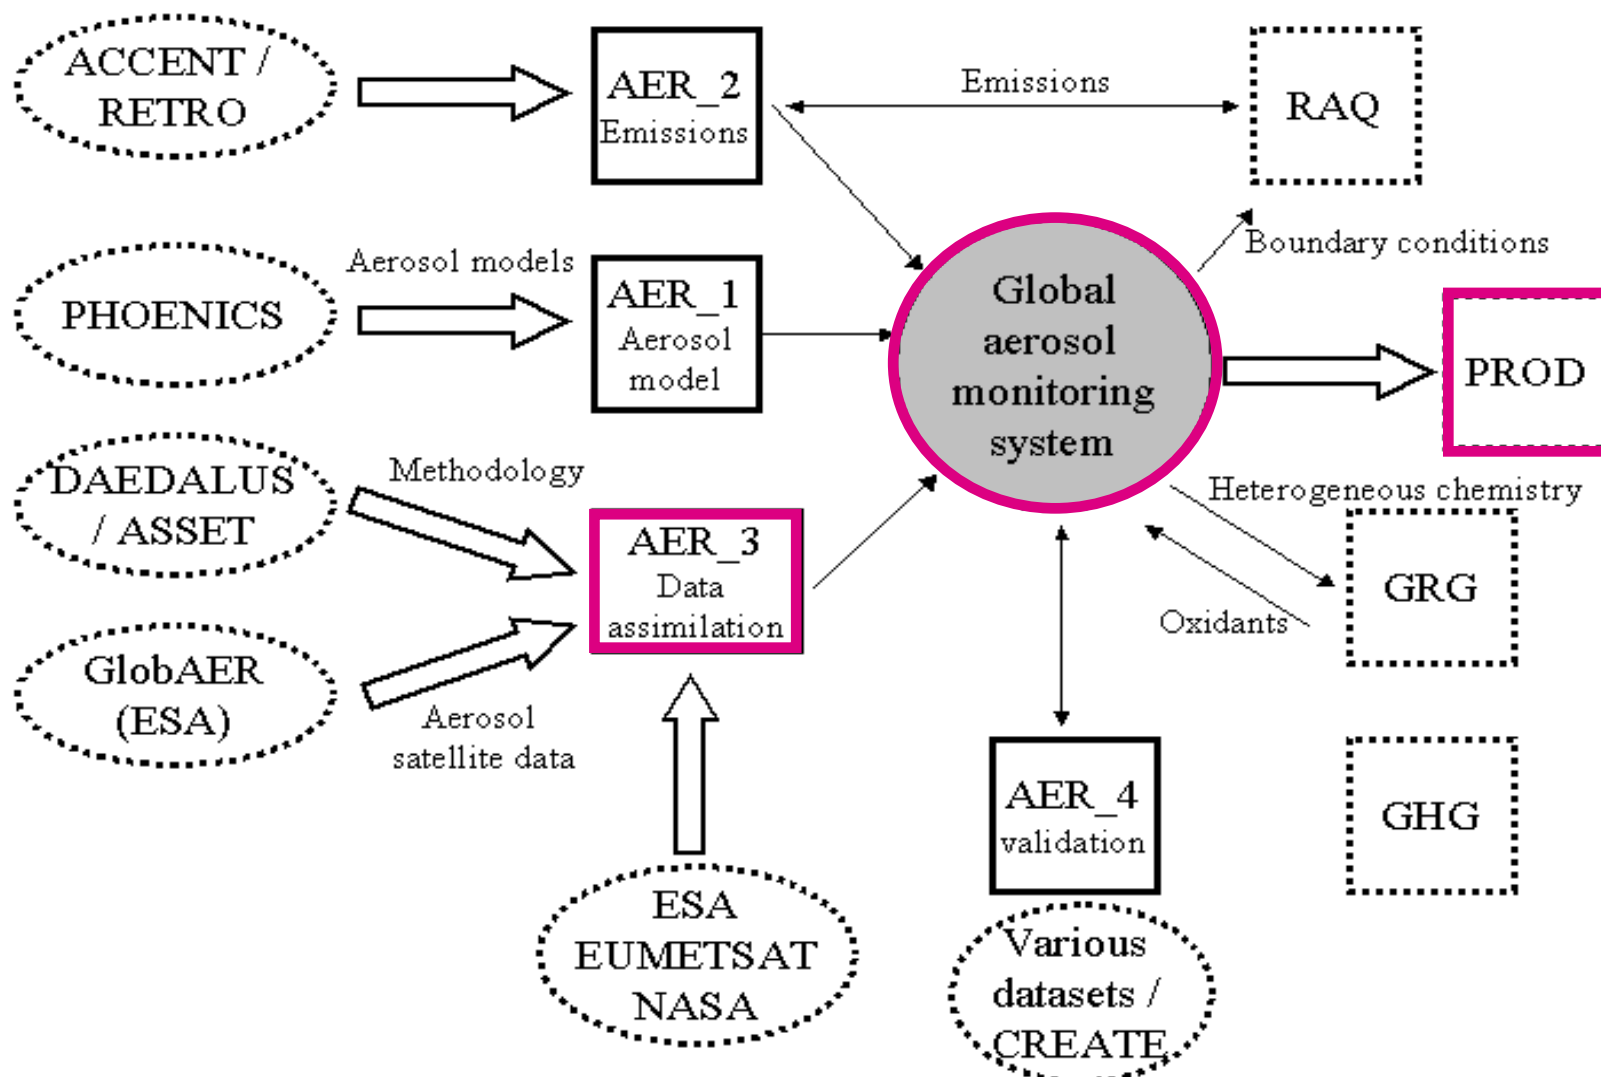 ACCENT /
RETRO
AER_2
Emissions
Emissions
RAQ
PHOENICS
Aerosol models
AER_1
Aerosol
model
Global
aerosol
monitoring
system
Boundary conditions
PROD
DAEDALUS
/ ASSET
Methodology
AER_3
Data
assimilation
Heterogeneous chemistry
GRG
Oxidants
GlobAER
(ESA)
Aerosol
satellite data
ESA
EUMETSAT
NASA
AER_4
validation
GHG
Various
datasets /
CREATE